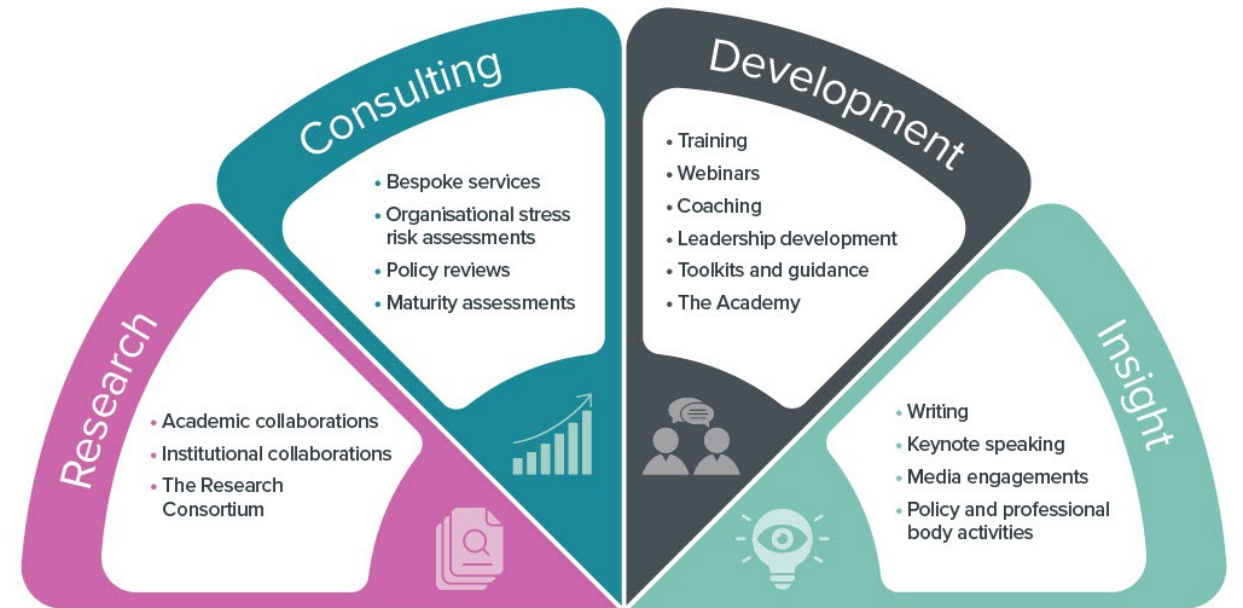 Research
• Academic collaborations
• Institutional collaborations
• The Research
Consortium
Consulting
• Bespoke services
• Organisational stress
risk assessments
• Policy reviews
• Maturity assessments
Development
• Training
• Webinars
• Coaching
• Leadership development
• Toolkits and guidance
• The Academy
Insight
• Writing
• Keynote speaking
• Media engagements
• Policy and professional
body activities